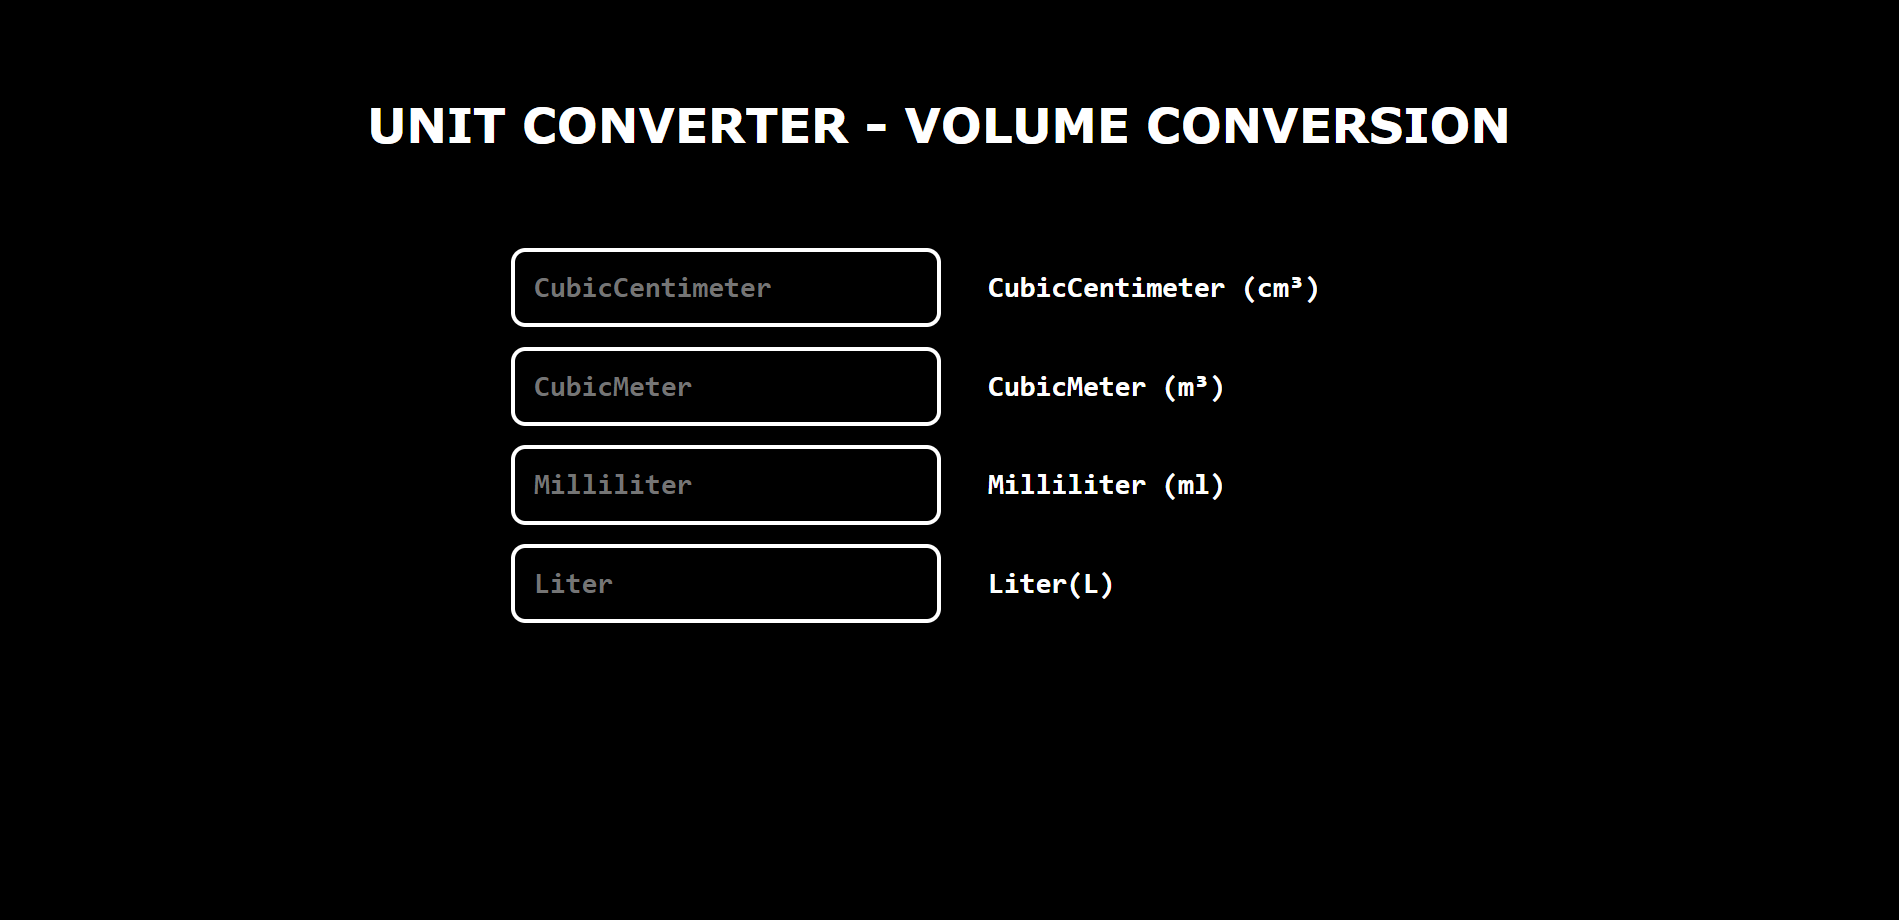 UNIT CONVERTER - VOLUME CONVERSION
CubicCentimeter CubicCentimeter (cm³)
CubicMeter CubicMeter (m³)
Milliliter Milliliter (ml)
Liter Liter(L)